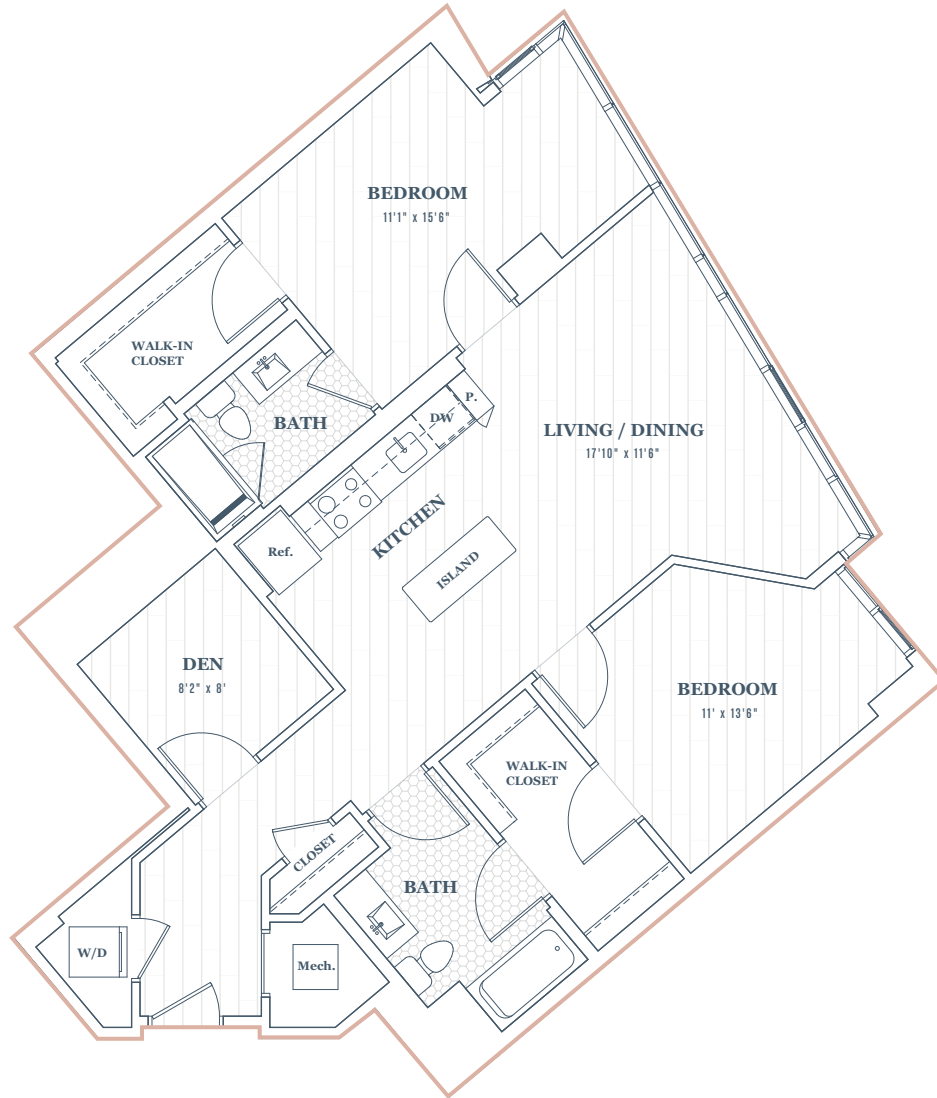 BEDROOM
11'1" x 15'6"
WALK-IN
CLOSET
BATH
DW
P.
LIVING / DINING
17'10" x 11'6"
KITCHEN
Ref.
ISLAND
DEN
8'2" x 8'
BEDROOM
11' x 13'6"
WALK-IN
CLOSET
CLOSET
BATH
W/D
Mech.